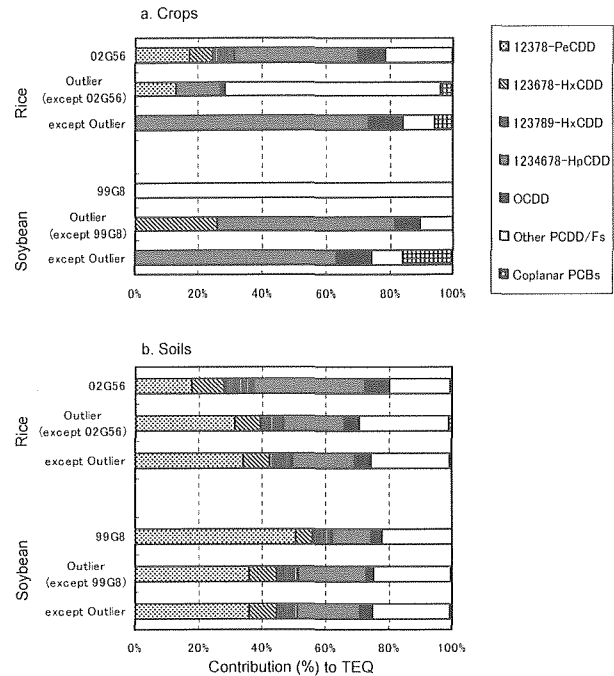 a. Crops
Rice
02G56
Outlier
(except 02G56)
except Outlier
Soybean
99G8
Outlier
(except 99G8)
except Outlier
0% 20% 40% 60% 80% 100%
12378-PeCDD
123678-HxCDD
123789-HxCDD
1234678-HpCDD
OCDD
Other PCDD/Fs
Coplanar PCBs
b. Soils
Rice
02G56
Outlier
(except 02G56)
except Outlier
Soybean
99G8
Outlier
(except 99G8)
except Outlier
0% 20% 40% 60% 80% 100%
Contribution (%) to TEQ